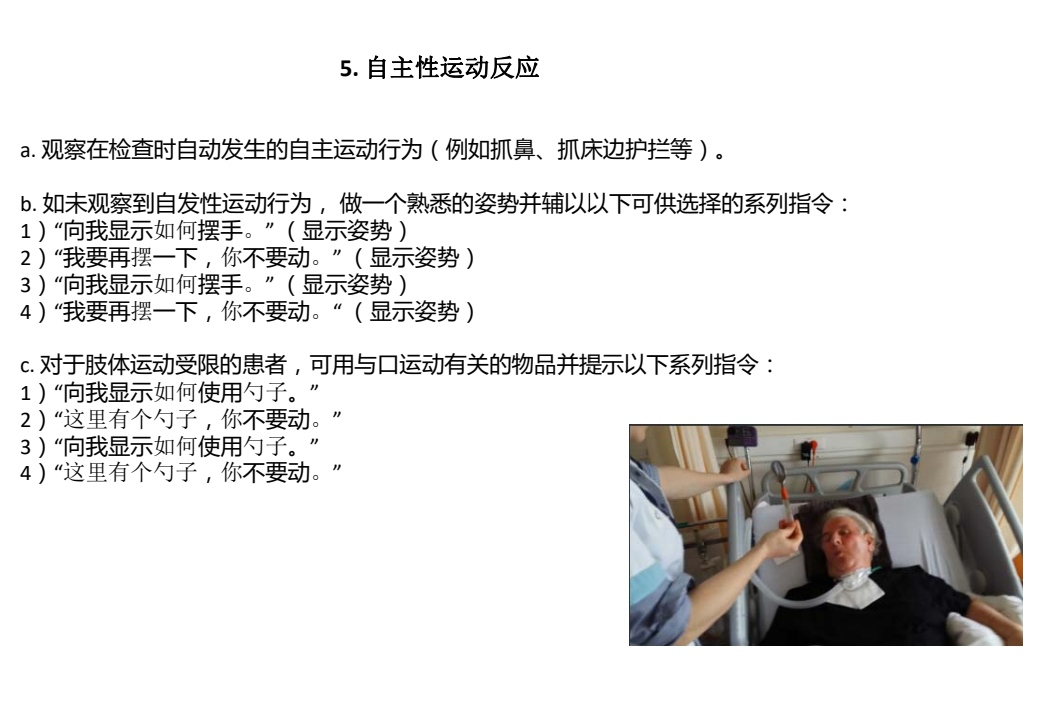 5. 自主性运动反应
a. 观察在检查时自动发生的自主运动行为（例如抓鼻、抓床边护拦等）。
b. 如未观察到自发性运动行为， 做一个熟悉的姿势并辅以以下可供选择的系列指令：
1）“向我显示如何摆手。”（显示姿势）
2）“我要再摆一下，你不要动。”（显示姿势）
3）“向我显示如何摆手。”（显示姿势）
4）“我要再摆一下，你不要动。“（显示姿势）
c. 对于肢体运动受限的患者，可用与口运动有关的物品并提示以下系列指令：
1）“向我显示如何使用勺子。”
2）“这里有个勺子，你不要动。”
3）“向我显示如何使用勺子。”
4）“这里有个勺子，你不要动。”